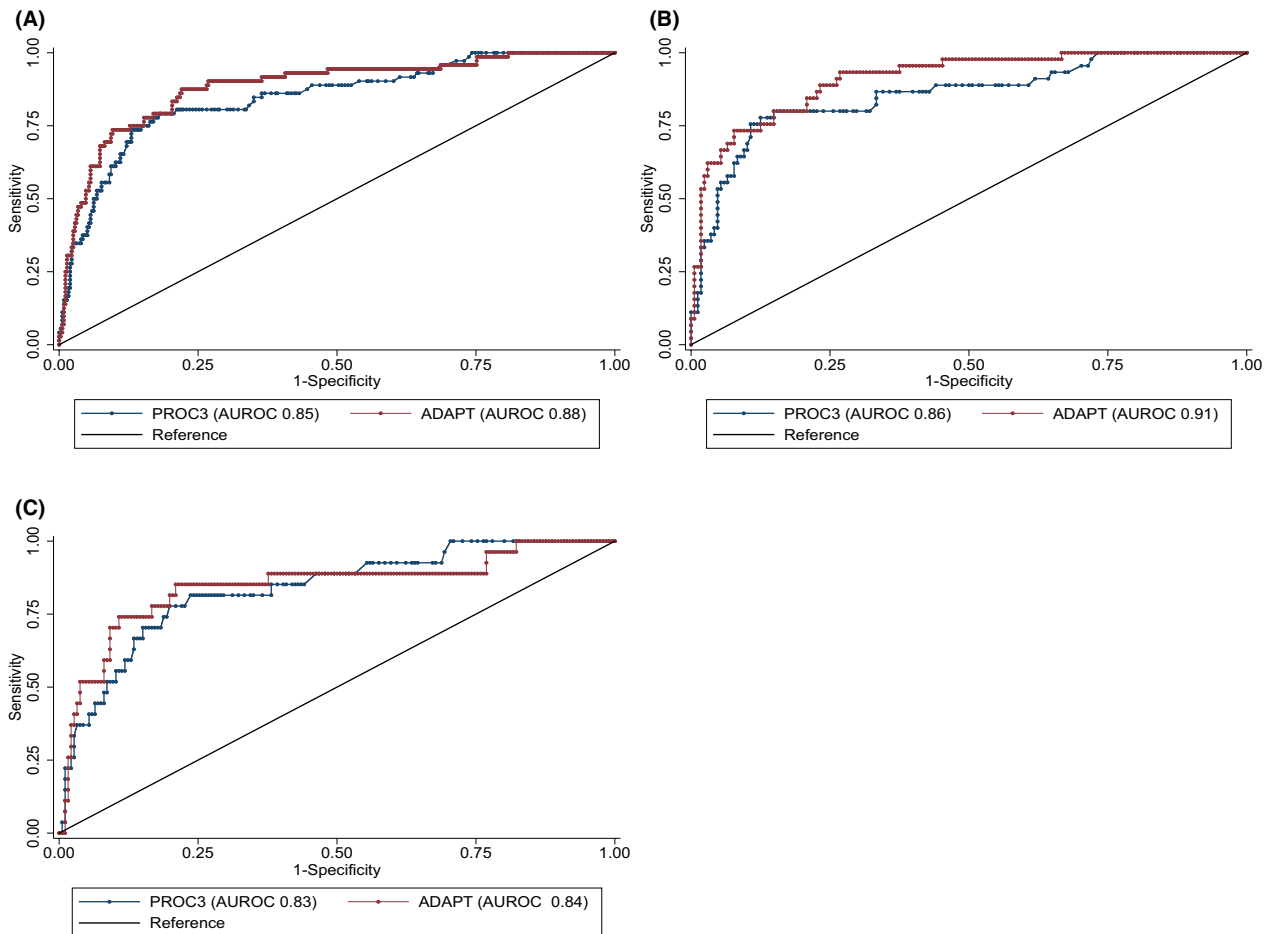 (A)
1.00
0.75
0.50
0.25
0.00
Sensitivity
0.00 0.25 0.50 0.75 1.00
1-Specificity
PROC3 (AUROC 0.85) ADAPT (AUROC 0.88)
Reference
(B)
1.00
0.75
0.50
0.25
0.00
Sensitivity
0.00 0.25 0.50 0.75 1.00
1-Specificity
PROC3 (AUROC 0.86) ADAPT (AUROC 0.91)
Reference
(C)
1.00
0.75
0.50
0.25
0.00
Sensitivity
0.00 0.25 0.50 0.75 1.00
1-Specificity
PROC3 (AUROC 0.83) ADAPT (AUROC 0.84)
Reference